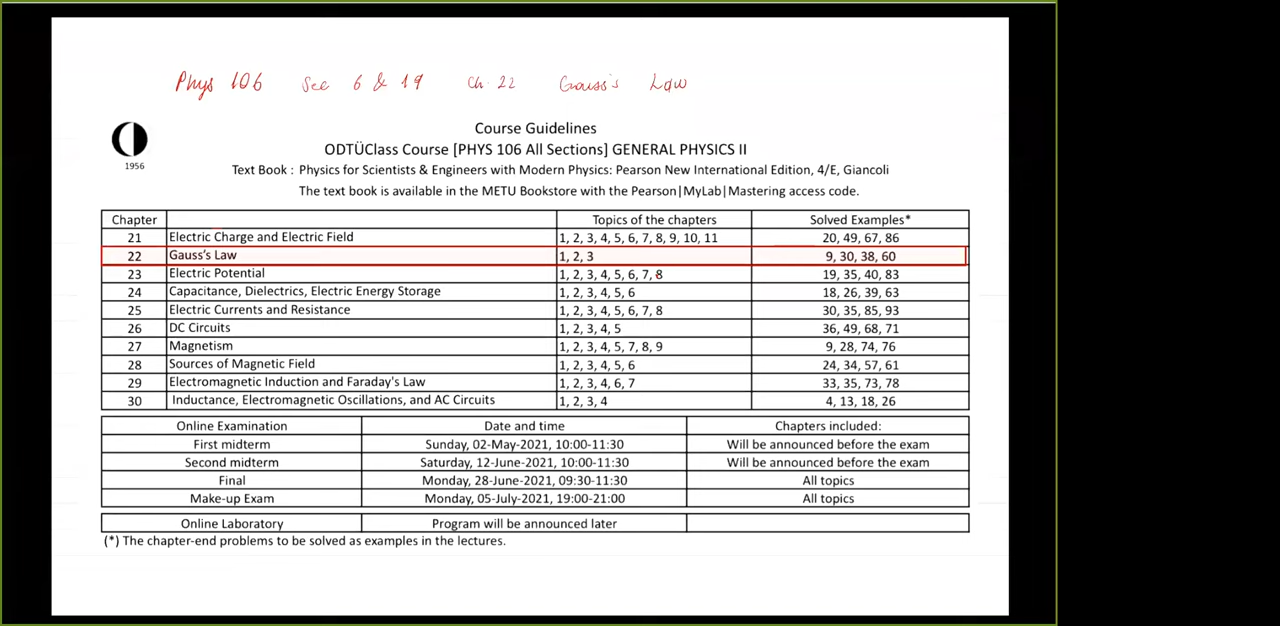 Phys 106 Sec 6 & 19 Ch. 22 Gauss's Law
Course Guidelines
ODTÜClass Course [PHYS 106 All Sections] GENERAL PHYSICS II
1956
Text Book : Physics for Scientists & Engineers with Modern Physics: Pearson New International Edition, 4/E, Giancoli
The text book is available in the METU Bookstore with the Pearson|MyLab|Mastering access code.
Chapter Topics of the chapters Solved Examples*
21 Electric Charge and Electric Field 1, 2, 3, 4, 5, 6, 7, 8, 9, 10, 11 20, 49, 67, 86
22 Gauss's Law 1, 2, 3 9, 30, 38, 60
23 Electric Potential 1, 2, 3, 4, 5, 6, 7, 8 19, 35, 40, 83
24 Capacitance, Dielectrics, Electric Energy Storage 1, 2, 3, 4, 5, 6 18, 26, 39, 63
25 Electric Currents and Resistance 1, 2, 3, 4, 5, 6, 7, 8 30, 35, 85, 93
26 DC Circuits 1, 2, 3, 4, 5 36, 49, 68, 71
27 Magnetism 1, 2, 3, 4, 5, 7, 8, 9 9, 28, 74, 76
28 Sources of Magnetic Field 1, 2, 3, 4, 5, 6 24, 34, 57, 61
29 Electromagnetic Induction and Faraday's Law 1, 2, 3, 4, 6, 7 33, 35, 73, 78
30 Inductance, Electromagnetic Oscillations, and AC Circuits 1, 2, 3, 4 4, 13, 18, 26
Online Examination Date and time Chapters included:
First midterm Sunday, 02-May-2021, 10:00-11:30 Will be announced before the exam
Second midterm Saturday, 12-June-2021, 10:00-11:30 Will be announced before the exam
Final Monday, 28-June-2021, 09:30-11:30 All topics
Make-up Exam Monday, 05-July-2021, 19:00-21:00 All topics
Online Laboratory Program will be announced later
(*) The chapter-end problems to be solved as examples in the lectures.